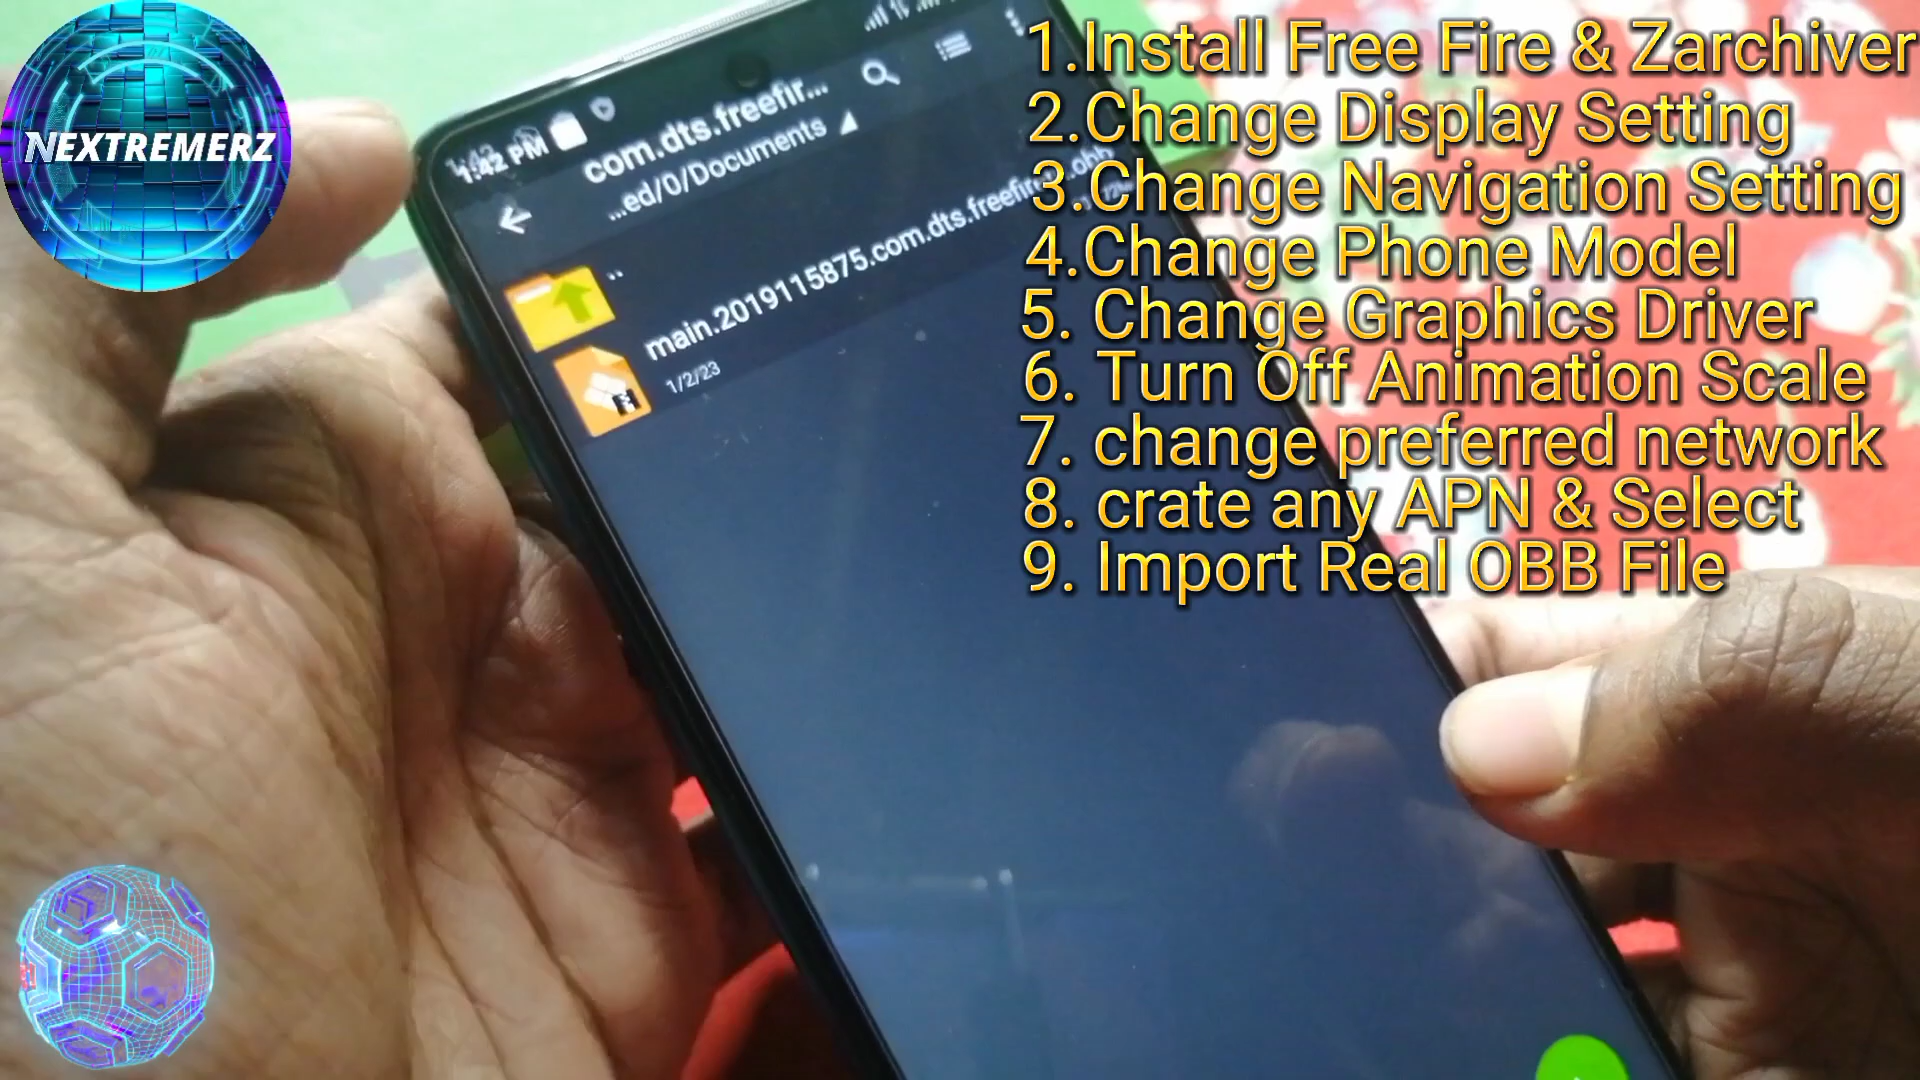 NEXTREMERZ
1:42 PM
com.dts.freefir...
...ed/0/Documents
..
main.2019115875.com.dts.freefir
1/2/23
1.Install Free Fire & Zarchiver
2.Change Display Setting
3.Change Navigation Setting
4.Change Phone Model
5. Change Graphics Driver
6. Turn Off Animation Scale
7. change preferred network
8. crate any APN & Select
9. Import Real OBB File